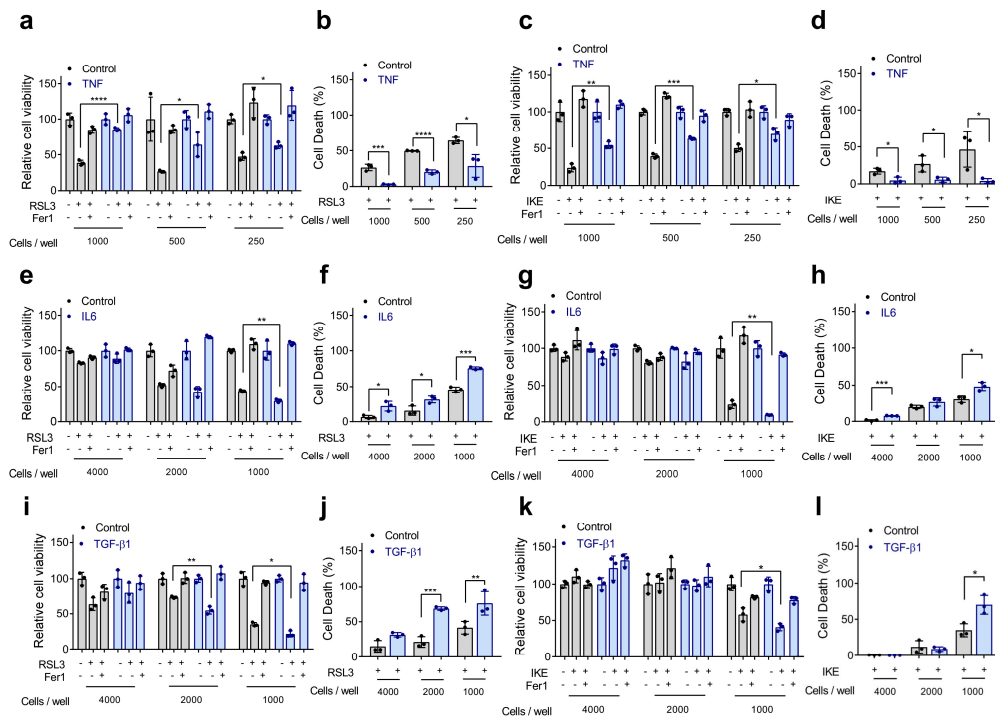 a
Relative cell viability
150
100
50
0
Control
TNF
****
*
*
RSL3 - + + - + + - + + - + + - + + - + +
Fer1 - - + - - + - - + - - + - - + - - +
Cells / well
1000 500 250
b
Cell Death (%)
150
100
50
0
Control
TNF
***
****
*
RSL3 + + + + + +
Cells / well
1000 500 250
c
Relative cell viability
150
100
50
0
Control
TNF
**
***
*
IKE - + + - + + - + + - + + - + + - + +
Fer1 - - + - - + - - + - - + - - + - - +
Cells / well
1000 500 250
d
Cell Death (%)
150
100
50
0
Control
TNF
*
*
*
IKE + + + + + +
Cells / well
1000 500 250
e
Relative cell viability
150
100
50
0
Control
IL6
**
RSL3 - + + - + + - + + - + + - + + - + +
Fer1 - - + - - + - - + - - + - - + - - +
Cells / well
4000 2000 1000
f
Cell Death (%)
150
100
50
0
Control
IL6
*
*
***
RSL3 + + + + + +
Cells / well
4000 2000 1000
g
Relative cell viability
150
100
50
0
Control
IL6
**
IKE - + + - + + - + + - + + - + + - + +
Fer1 - - + - - + - - + - - + - - + - - +
Cells / well
4000 2000 1000
h
Cell Death (%)
150
100
50
0
Control
IL6
***
*
IKE + + + + + +
Cells / well
4000 2000 1000
i
Relative cell viability
150
100
50
0
Control
TGF-β1
**
*
RSL3 - + + - + + - + + - + + - + + - + +
Fer1 - - + - - + - - + - - + - - + - - +
Cells / well
4000 2000 1000
j
Cell Death (%)
150
100
50
0
Control
TGF-β1
***
**
RSL3 + + + + + +
Cells / well
4000 2000 1000
k
Relative cell viability
150
100
50
0
Control
TGF-β1
*
IKE - + + - + + - + + - + + - + + - + +
Fer1 - - + - - + - - + - - + - - + - - +
Cells / well
4000 2000 1000
l
Cell Death (%)
150
100
50
0
Control
TGF-β1
*
IKE + + + + + +
Cells / well
4000 2000 1000